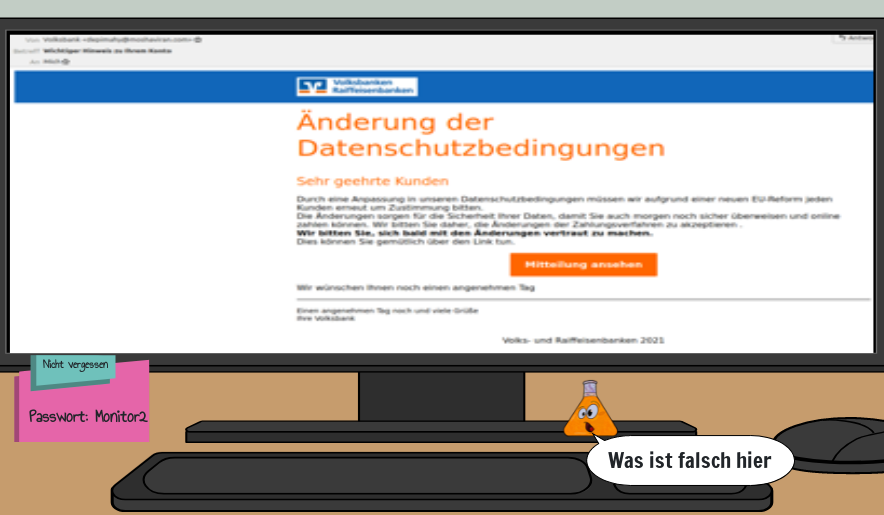 Von Volksbank <depimahy@moshaviran.com>
Betreff Wichtiger Hinweis zu Ihrem Konto
An Mich
Antwo
Volksbanken
Raiffeisenbanken
Änderung der
Datenschutzbedingungen
Sehr geehrte Kunden
Durch eine Anpassung in unseren Datenschutzbedingungen müssen wir aufgrund einer neuen EU-Reform jeden
Kunden erneut um Zustimmung bitten.
Die Änderungen sorgen für die Sicherheit Ihrer Daten, damit Sie auch morgen noch sicher überweisen und online
zahlen können. Wir bitten Sie daher, die Änderungen der Zahlungsverfahren zu akzeptieren .
Wir bitten Sie, sich bald mit den Änderungen vertraut zu machen.
Dies können Sie gemütlich über den Link tun.
Mitteilung ansehen
Wir wünschen Ihnen noch einen angenehmen Tag
Einen angenehmen Tag noch und viele Grüße
Ihre Volksbank
Volks- und Raiffeisenbanken 2021
Nicht vergessen
Passwort: Monitor2
Was ist falsch hier